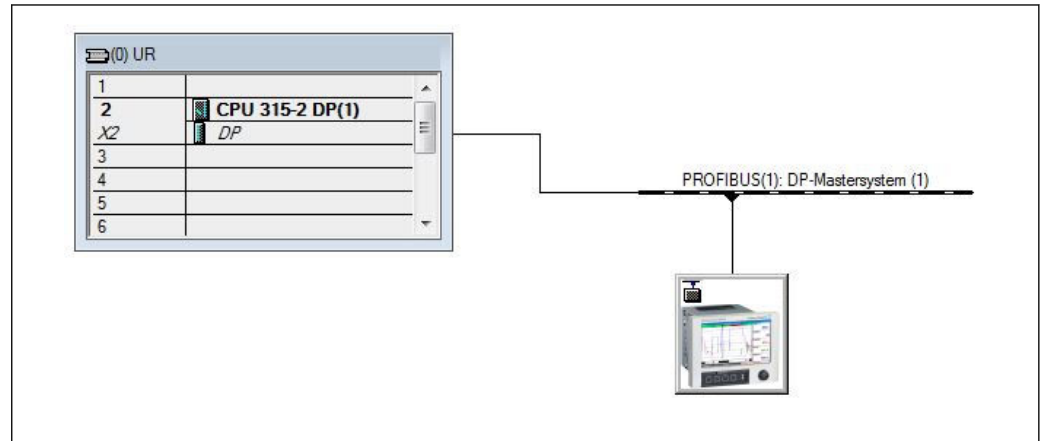 (0) UR
1
2 CPU 315-2 DP(1)
X2 DP
3
4
5
6
PROFIBUS(1): DP-Mastersystem (1)